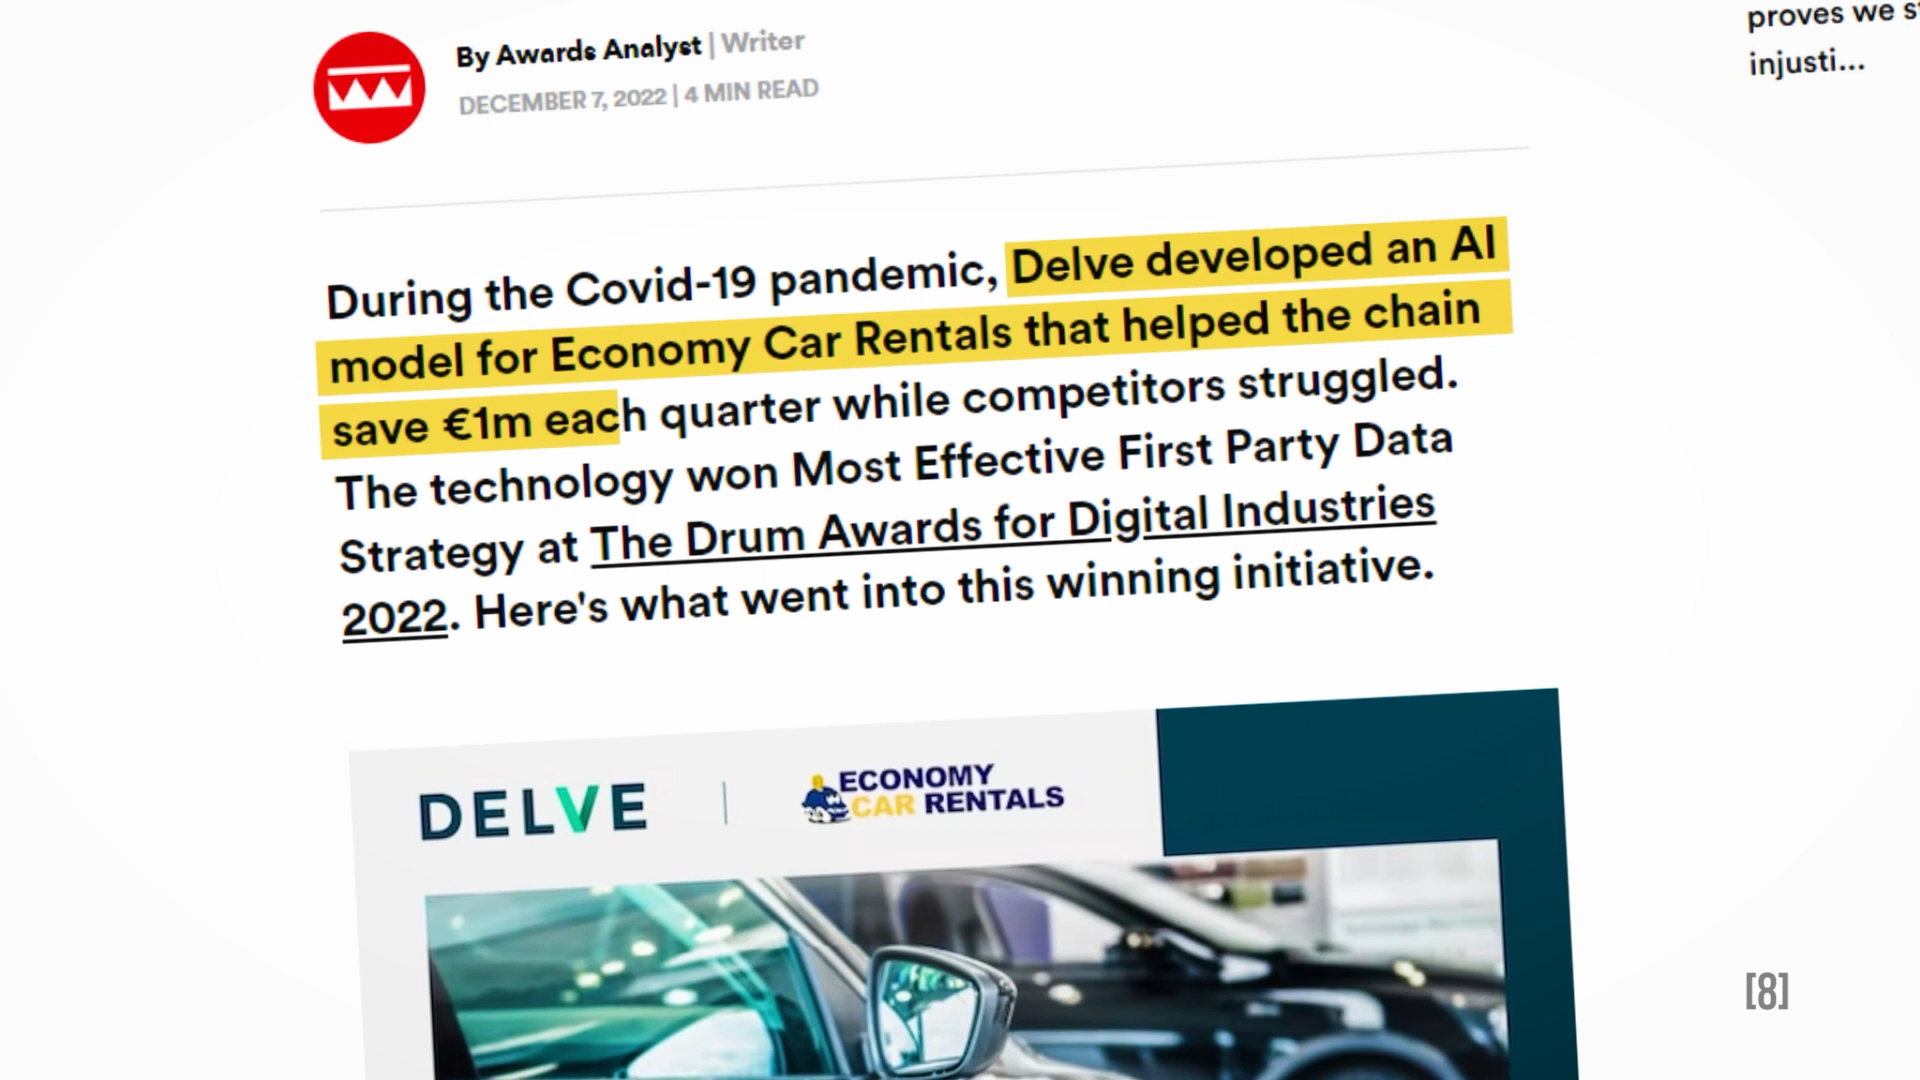 By Awards Analyst | Writer
DECEMBER 7, 2022 | 4 MIN READ
proves we
injusti...
During the Covid-19 pandemic, Delve developed an AI
model for Economy Car Rentals that helped the chain
save €1m each quarter while competitors struggled.
The technology won Most Effective First Party Data
Strategy at The Drum Awards for Digital Industries
2022. Here's what went into this winning initiative.
DELVE
ECONOMY
CAR RENTALS
[8]